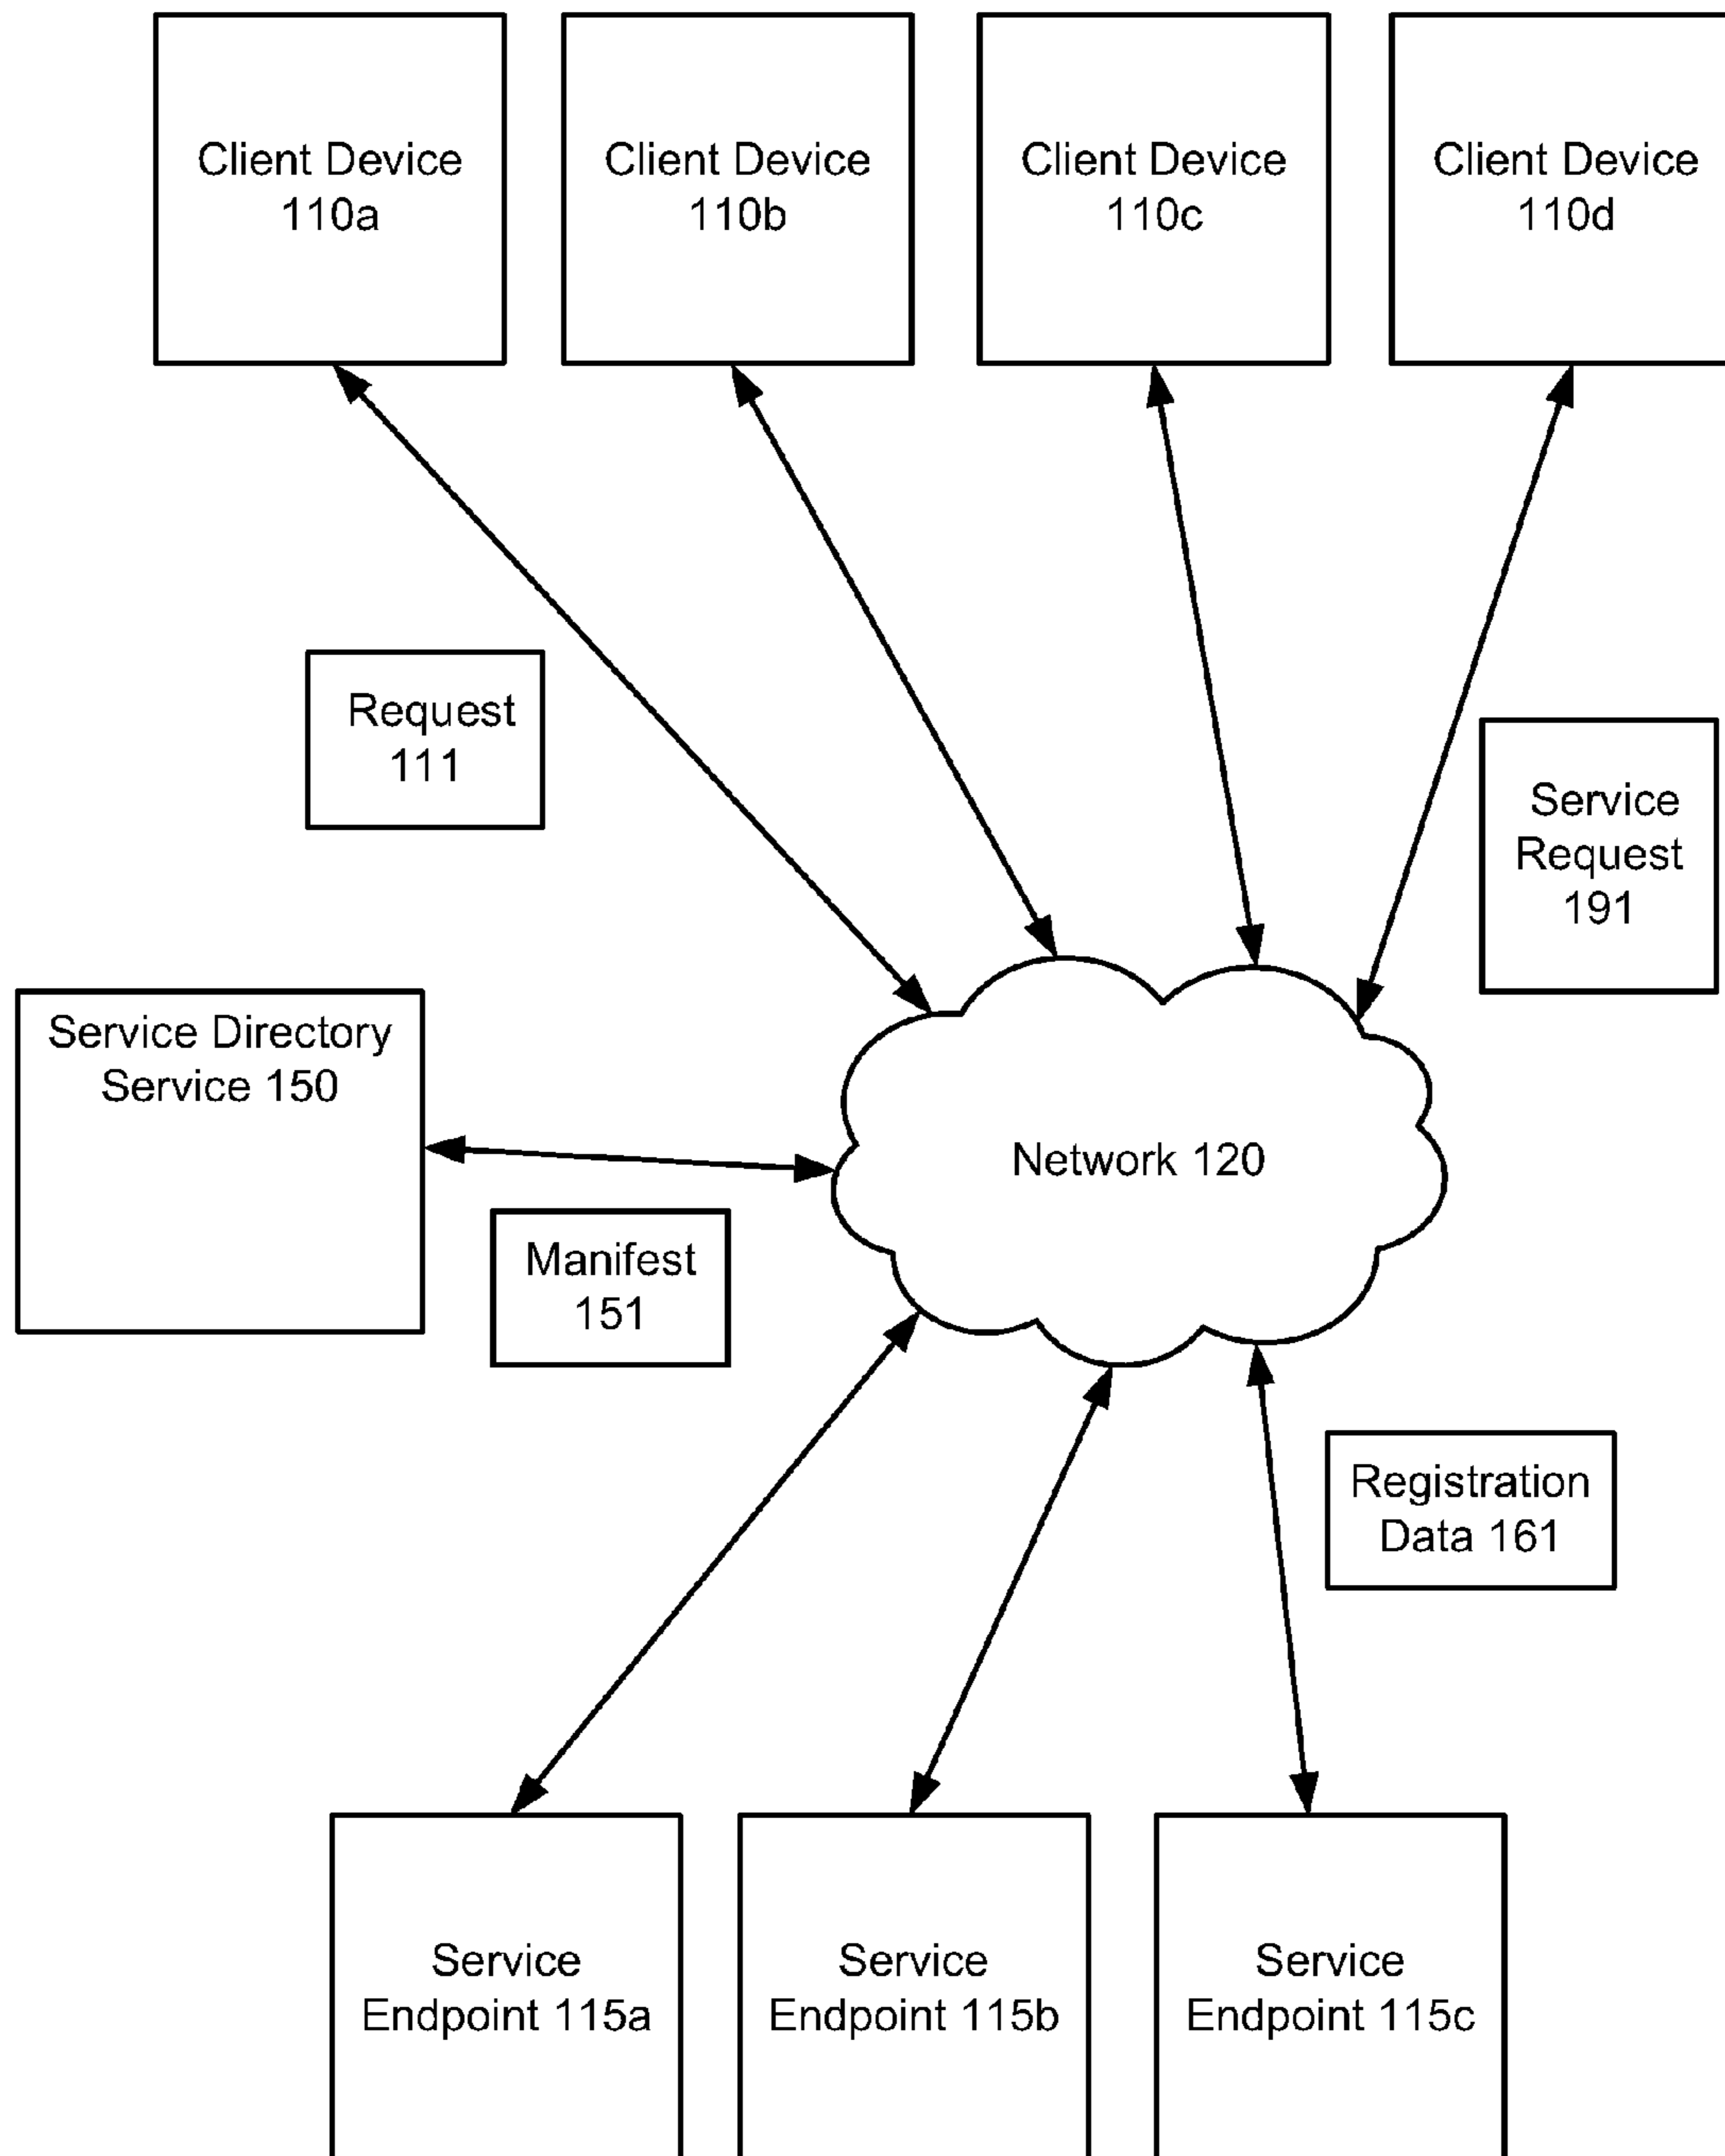 Client Device
110a
Client Device
110b
Client Device
110c
Client Device
110d
Request
111
Service
Request
191
Service Directory
Service 150
Network 120
Manifest
151
Registration
Data 161
Service
Endpoint 115a
Service
Endpoint 115b
Service
Endpoint 115c